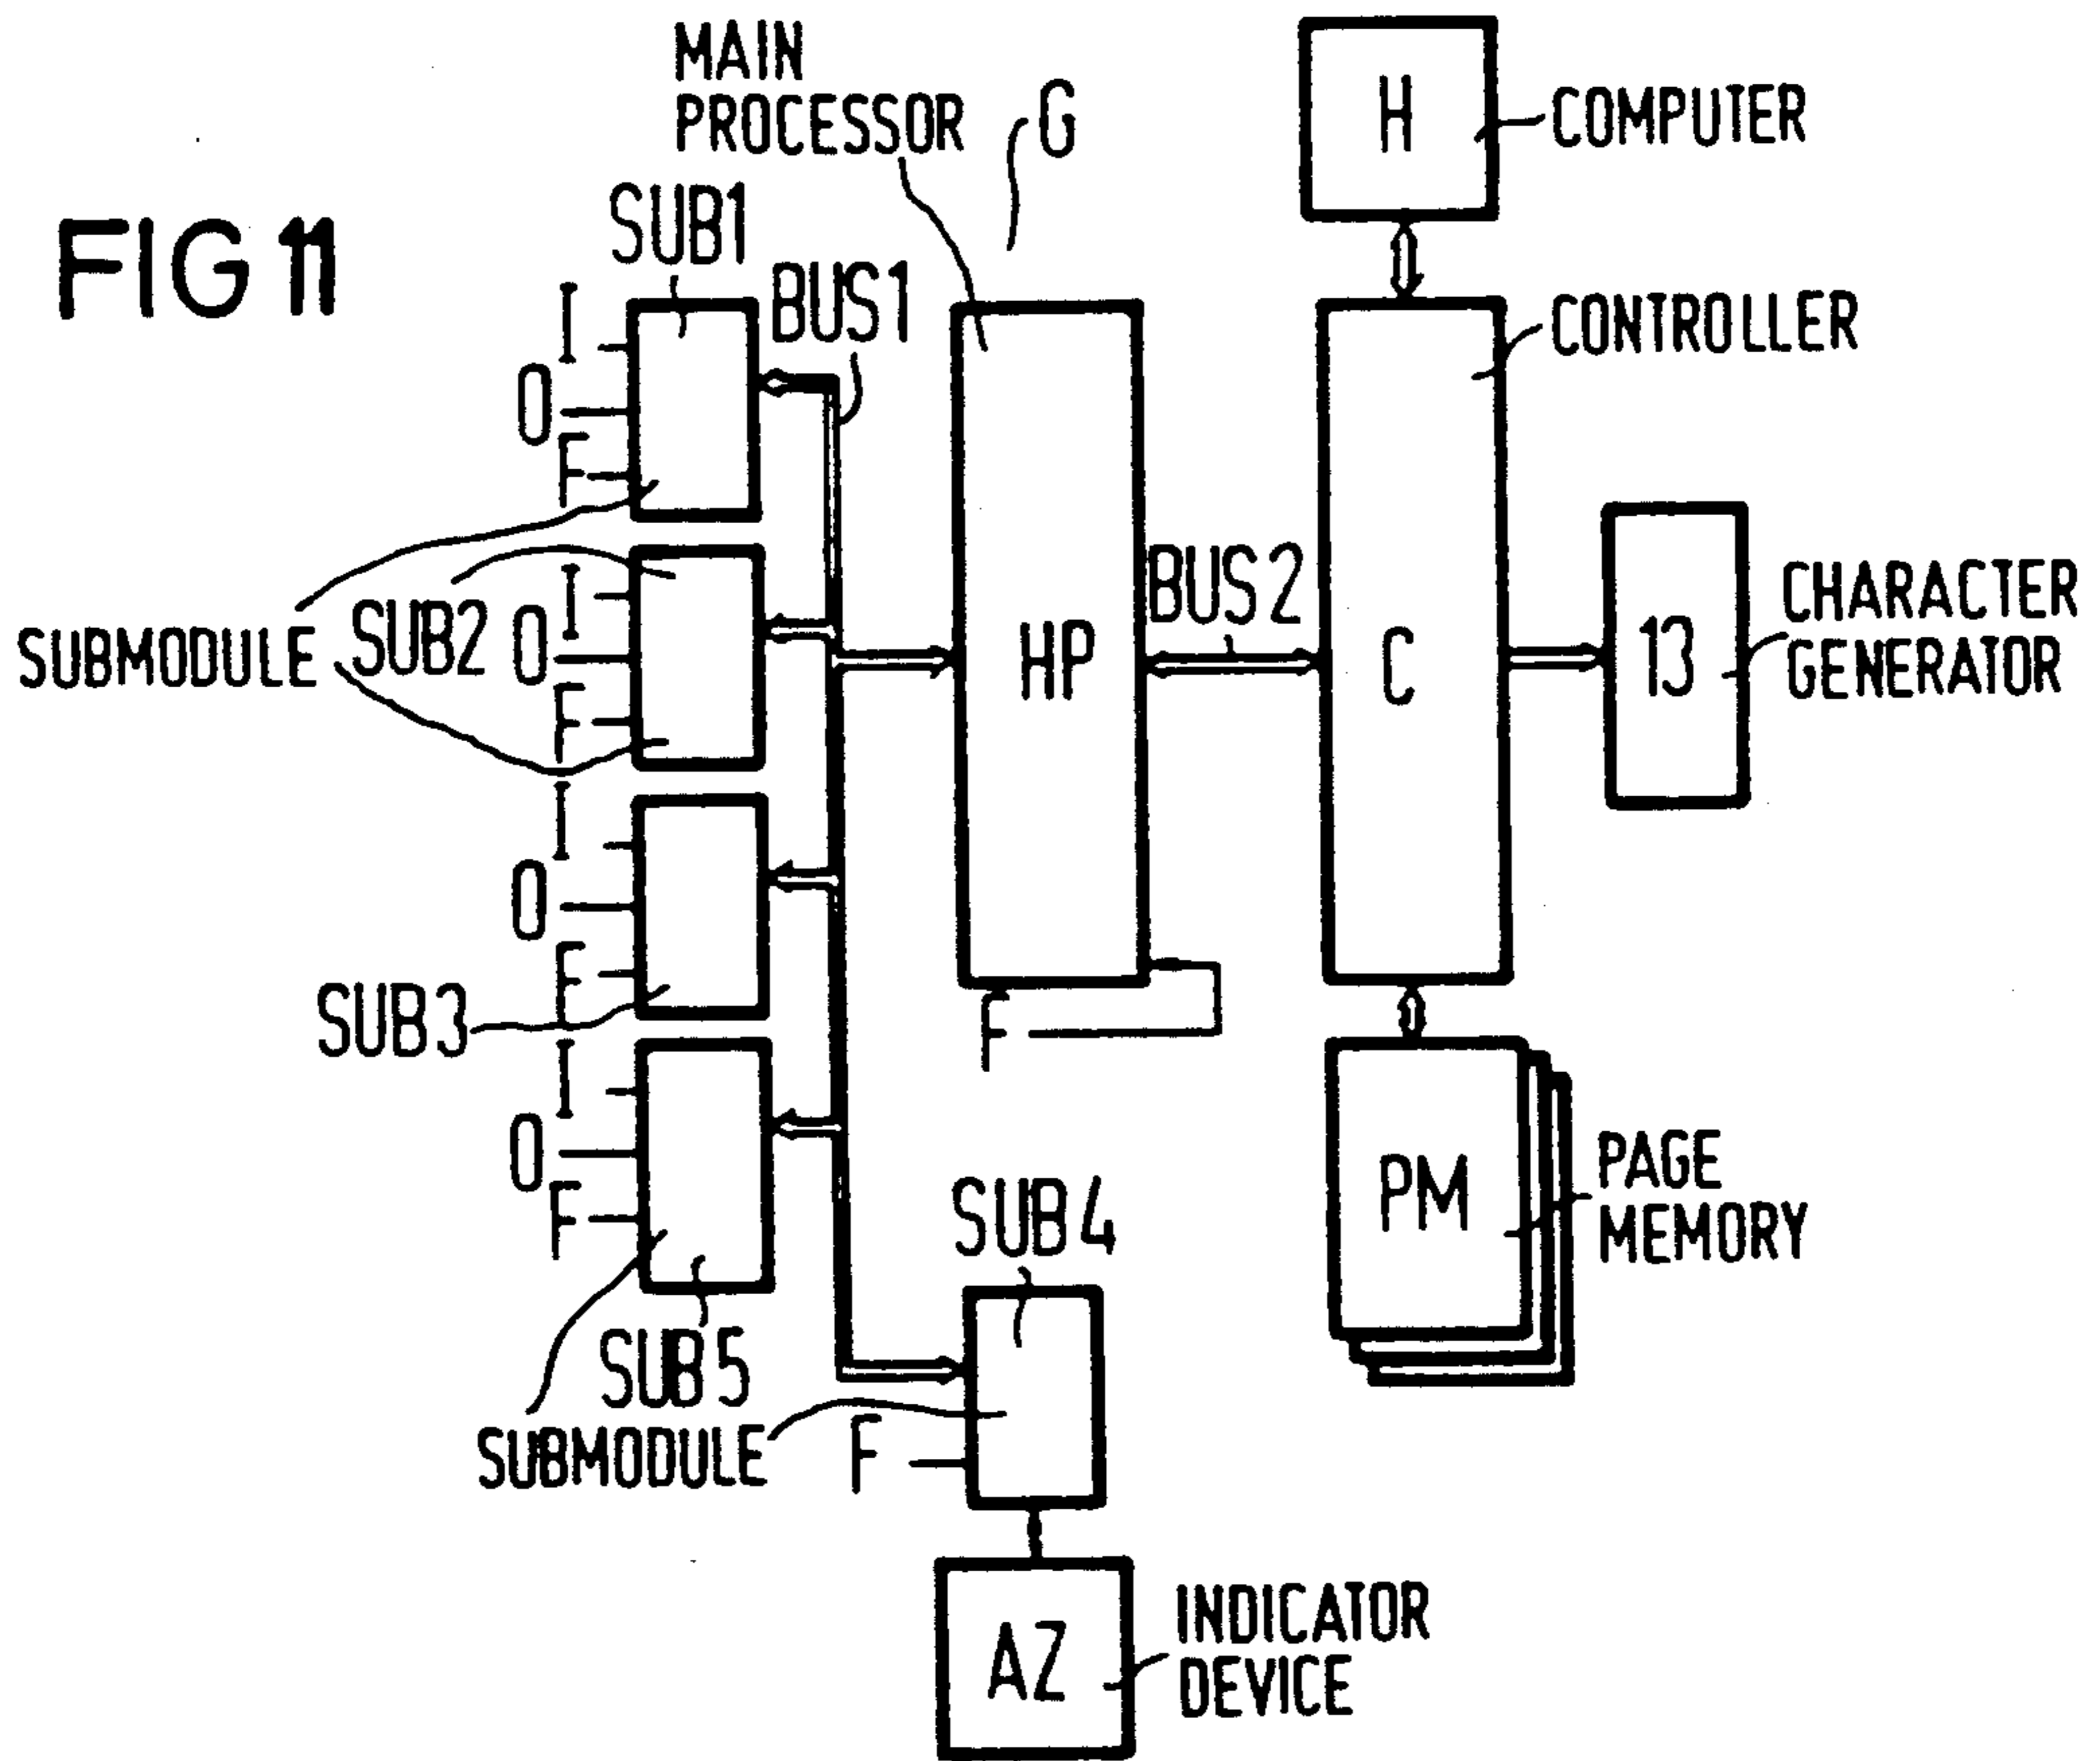 FIG 11
MAIN
PROCESSOR
G
H
COMPUTER
SUB1
BUS1
CONTROLLER
I
O
F
SUBMODULE
SUB2
I
O
F
HP
BUS2
C
13
CHARACTER
GENERATOR
I
O
F
SUB3
F
I
O
F
SUB5
SUBMODULE
SUB4
F
PM
PAGE
MEMORY
AZ
INDICATOR
DEVICE